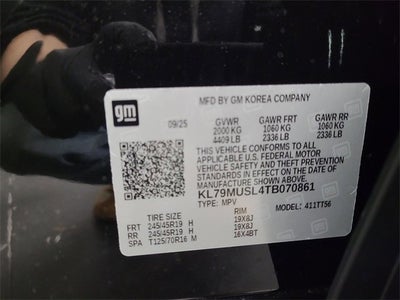 gm
MFD BY GM KOREA COMPANY
09/25 GVWR GAWR FRT GAWR RR
2000 KG 1060 KG 1060 KG
4409 LB 2336 LB 2336 LB
THIS VEHICLE CONFORMS TO ALL
APPLICABLE U.S. FEDERAL MOTOR
VEHICLE SAFETY AND THEFT PREVENTION
STANDARDS IN EFFECT ON THE DATE OF
MANUFACTURE SHOWN ABOVE.
KL79MUSL4TB070861
TYPE: MPV MODEL: 411TT56
TIRE SIZE RIM
FRT 245/45R19 H 19X8J
RR 245/45R19 H 19X8J
SPA T125/70R16 M 16X4BT